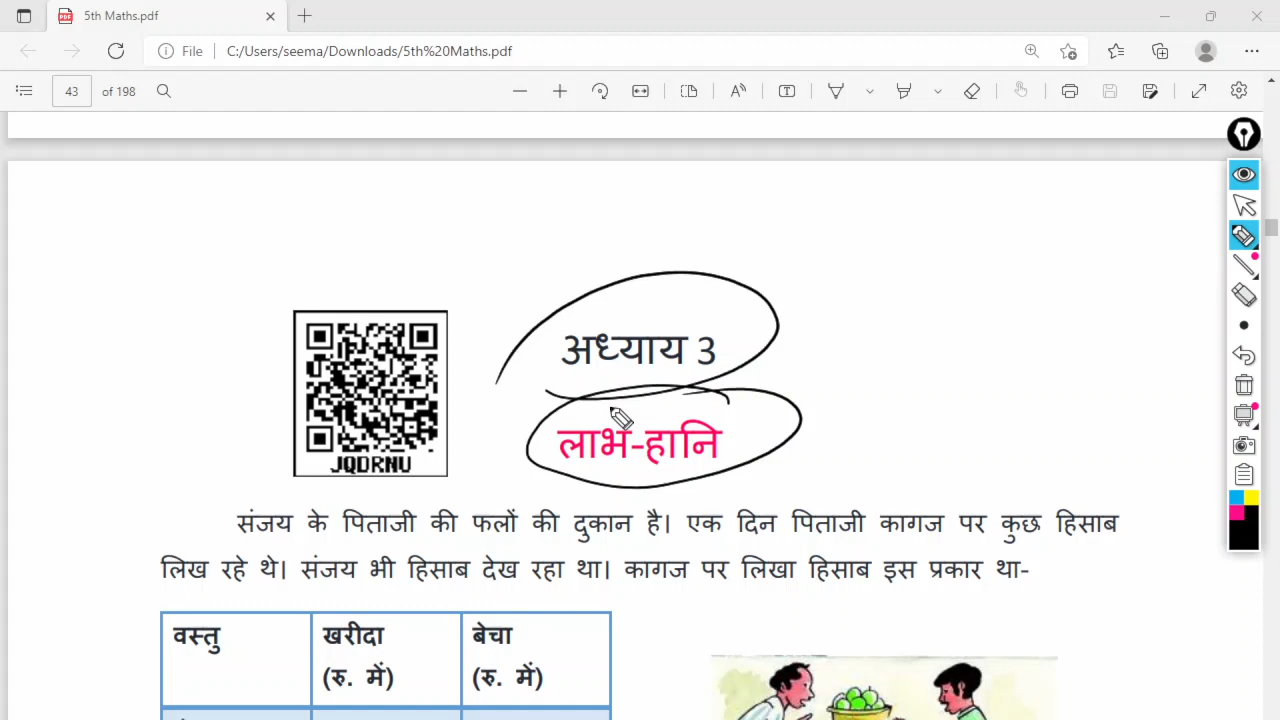 5th Maths.pdf
File C:/Users/seema/Downloads/5th%20Maths.pdf
43 of 198
अध्याय 3
JQDRNU
लाभ-हानि
संजय के पिताजी की फलों की दुकान है। एक दिन पिताजी कागज पर कुछ हिसाब
लिख रहे थे। संजय भी हिसाब देख रहा था। कागज पर लिखा हिसाब इस प्रकार था-
वस्तु खरीदा बेचा
(रु. में) (रु. में)